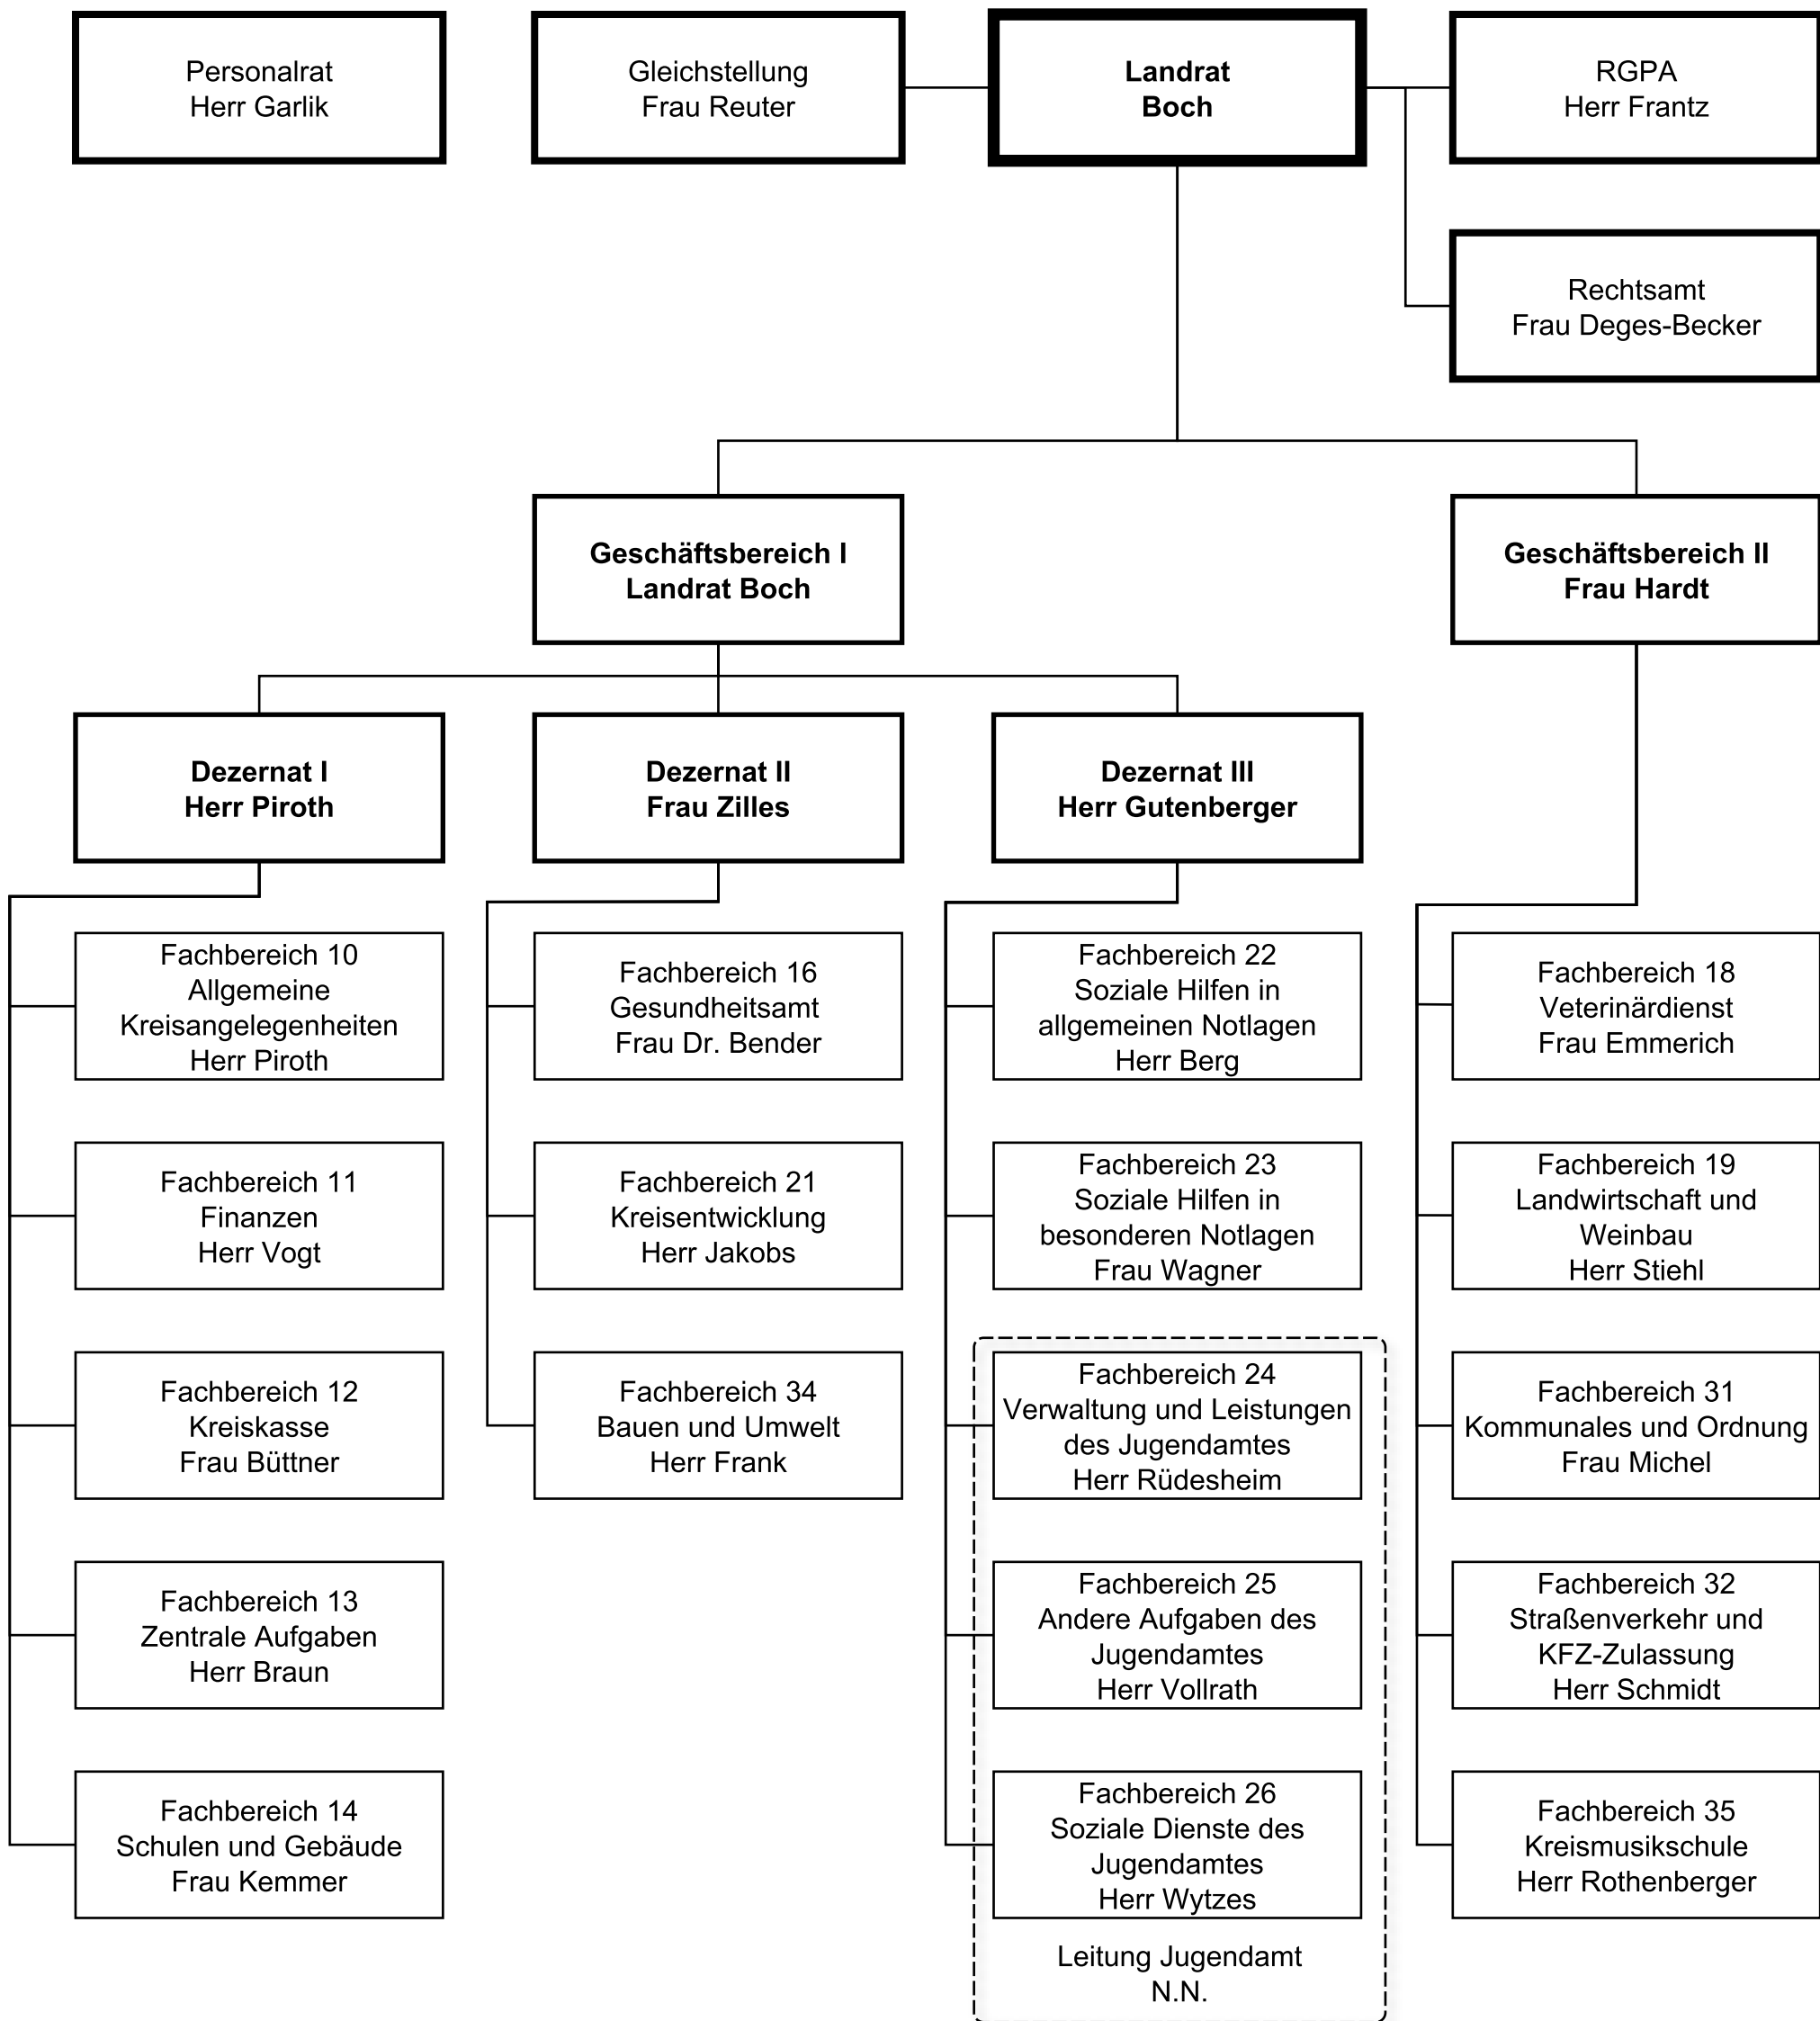 Personalrat
Herr Garlik
Gleichstellung
Frau Reuter
Landrat
Boch
RGPA
Herr Frantz
Rechtsamt
Frau Deges-Becker
Geschäftsbereich I
Landrat Boch
Geschäftsbereich II
Frau Hardt
Dezernat I
Herr Piroth
Dezernat II
Frau Zilles
Dezernat III
Herr Gutenberger
Fachbereich 10
Allgemeine
Kreisangelegenheiten
Herr Piroth
Fachbereich 11
Finanzen
Herr Vogt
Fachbereich 12
Kreiskasse
Frau Büttner
Fachbereich 13
Zentrale Aufgaben
Herr Braun
Fachbereich 14
Schulen und Gebäude
Frau Kemmer
Fachbereich 16
Gesundheitsamt
Frau Dr. Bender
Fachbereich 21
Kreisentwicklung
Herr Jakobs
Fachbereich 34
Bauen und Umwelt
Herr Frank
Fachbereich 22
Soziale Hilfen in
allgemeinen Notlagen
Herr Berg
Fachbereich 23
Soziale Hilfen in
besonderen Notlagen
Frau Wagner
Fachbereich 24
Verwaltung und Leistungen
des Jugendamtes
Herr Rüdesheim
Fachbereich 25
Andere Aufgaben des
Jugendamtes
Herr Vollrath
Fachbereich 26
Soziale Dienste des
Jugendamtes
Herr Wytzes
Leitung Jugendamt
N.N.
Fachbereich 18
Veterinärdienst
Frau Emmerich
Fachbereich 19
Landwirtschaft und
Weinbau
Herr Stiehl
Fachbereich 31
Kommunales und Ordnung
Frau Michel
Fachbereich 32
Straßenverkehr und
KFZ-Zulassung
Herr Schmidt
Fachbereich 35
Kreismusikschule
Herr Rothenberger